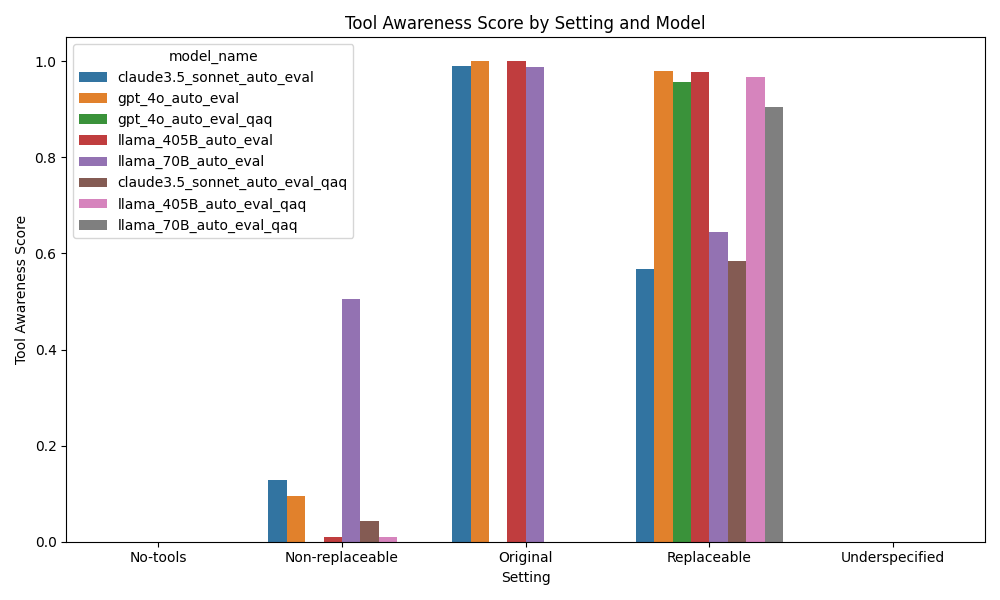 Tool Awareness Score by Setting and Model
model_name
claude3.5_sonnet_auto_eval
gpt_4o_auto_eval
gpt_4o_auto_eval_qaq
llama_405B_auto_eval
llama_70B_auto_eval
claude3.5_sonnet_auto_eval_qaq
llama_405B_auto_eval_qaq
llama_70B_auto_eval_qaq
Tool Awareness Score
1.0
0.8
0.6
0.4
0.2
0.0
No-tools
Non-replaceable
Original
Replaceable
Underspecified
Setting